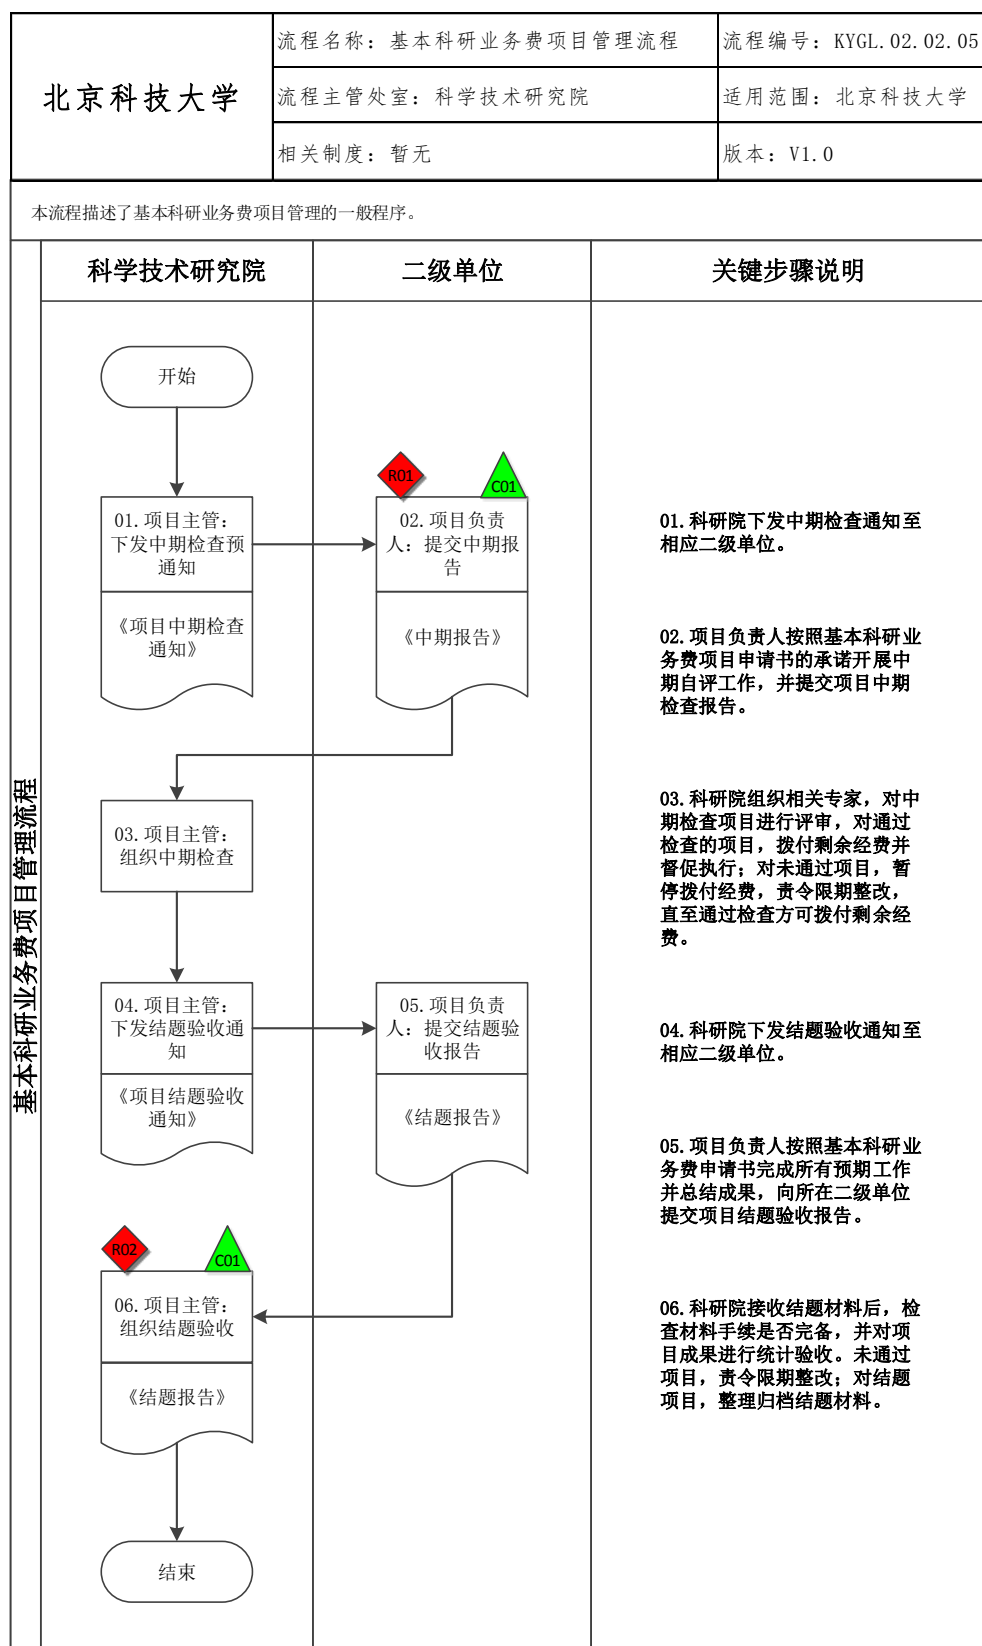 北京科技大学
流程名称：基本科研业务费项目管理流程
流程编号：KYGL.02.02.05
流程主管处室：科学技术研究院
适用范围：北京科技大学
相关制度：暂无
版本：V1.0
本流程描述了基本科研业务费项目管理的一般程序。
基本科研业务费项目管理流程
科学技术研究院
二级单位
关键步骤说明
开始
R01
C01
01.项目主管：
下发中期检查预
通知
《项目中期检查
通知》
02.项目负责
人：提交中期报
告
《中期报告》
01.科研院下发中期检查通知至
相应二级单位。
02.项目负责人按照基本科研业
务费项目申请书的承诺开展中
期自评工作，并提交项目中期
检查报告。
03.项目主管：
组织中期检查
03.科研院组织相关专家，对中
期检查项目进行评审，对通过
检查的项目，拨付剩余经费并
督促执行；对未通过项目，暂
停拨付经费，责令限期整改，
直至通过检查方可拨付剩余经
费。
04.项目主管：
下发结题验收通
知
《项目结题验收
通知》
05.项目负责
人：提交结题验
收报告
《结题报告》
04.科研院下发结题验收通知至
相应二级单位。
05.项目负责人按照基本科研业
务费申请书完成所有预期工作
并总结成果，向所在二级单位
提交项目结题验收报告。
R02
C01
06.项目主管：
组织结题验收
《结题报告》
06.科研院接收结题材料后，检
查材料手续是否完备，并对项
目成果进行统计验收。未通过
项目，责令限期整改；对结题
项目，整理归档结题材料。
结束